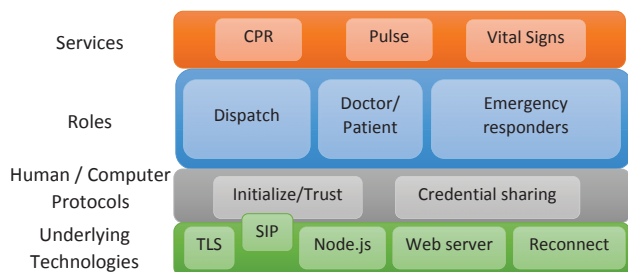 Services
CPR
Pulse
Vital Signs
Roles
Dispatch
Doctor/
Patient
Emergency
responders
Human / Computer
Protocols
Initialize/Trust
Credential sharing
Underlying
Technologies
TLS
SIP
Node.js
Web server
Reconnect